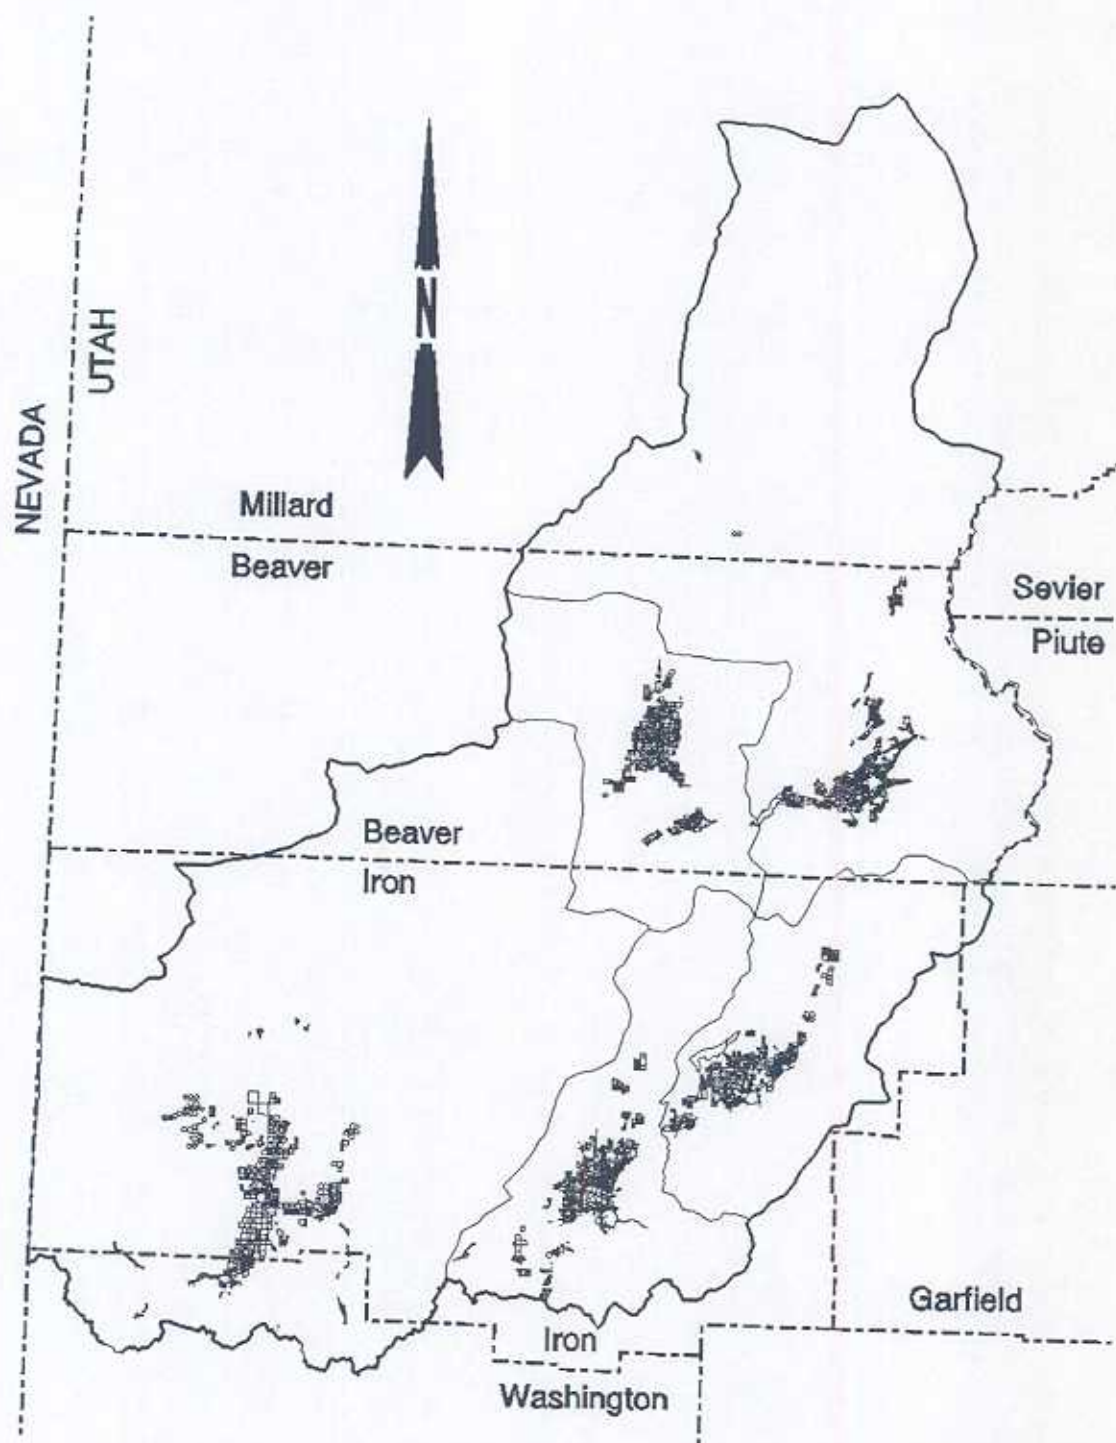 N
UTAH
NEVADA
Millard
Beaver
Sevier
Piute
Beaver
Iron
Garfield
Iron
Washington